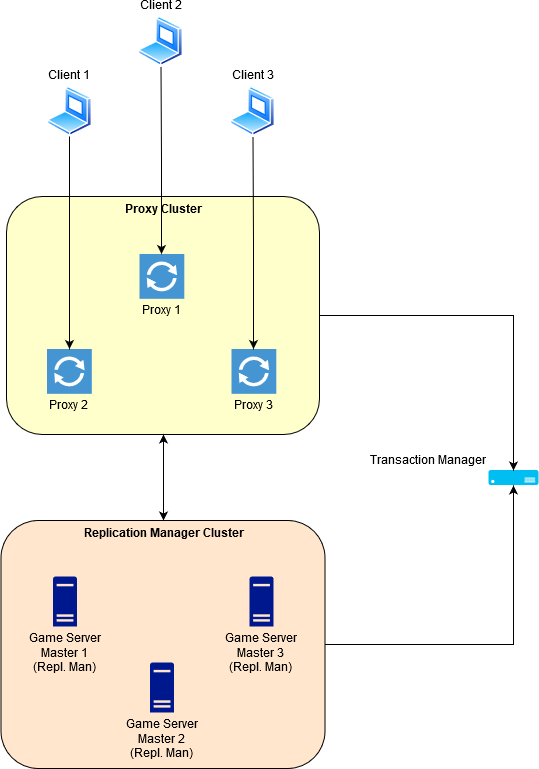 Client 2
Client 1
Client 3
Proxy Cluster
Proxy 1
Proxy 2
Proxy 3
Transaction Manager
Replication Manager Cluster
Game Server
Master 1
(Repl. Man)
Game Server
Master 3
(Repl. Man)
Game Server
Master 2
(Repl. Man)